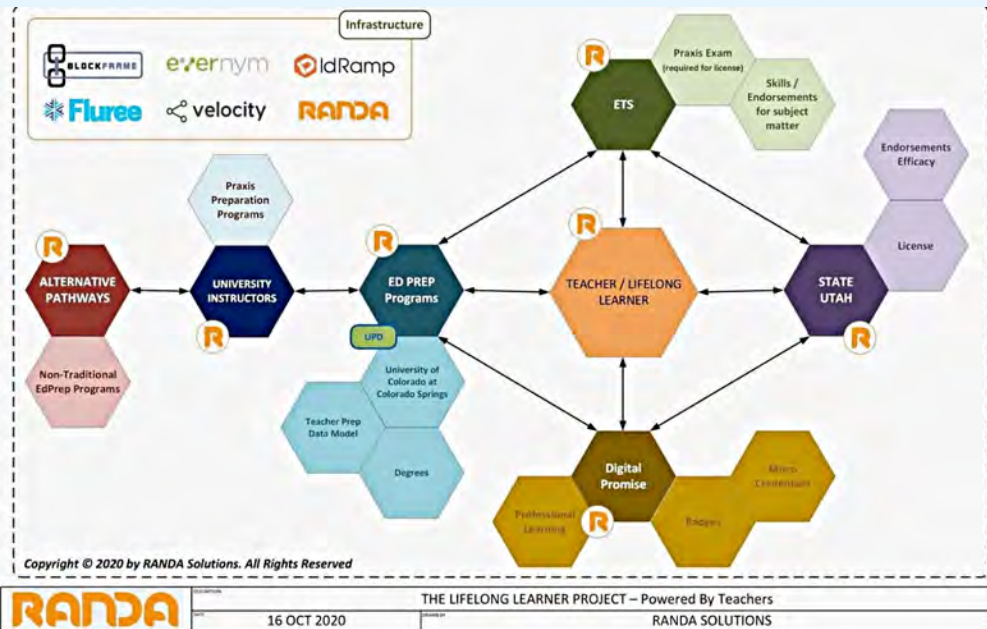 Infrastructure
BLOCKFRAME
evernym
IdRamp
Fluree
velocity
RANDA
Praxis Exam
(required for license)
Skills /
Endorsements
for subject
matter
R
ETS
Endorsements
Efficacy
License
Praxis
Preparation
Programs
R
ALTERNATIVE
PATHWAYS
UNIVERSITY
INSTRUCTORS
R
R
ED PREP
Programs
R
TEACHER / LIFELONG
LEARNER
STATE
UTAH
R
UPD
Non-Traditional
EdPrep Programs
University of
Colorado at
Colorado Springs
Teacher Prep
Data Model
Degrees
Digital
Promise
R
Professional
Learning
Badges
Micro
Credentials
Copyright © 2020 by RANDA Solutions. All Rights Reserved
RANDA
DESCRIPTION
THE LIFELONG LEARNER PROJECT – Powered By Teachers
DATE
16 OCT 2020
DRAWN BY
RANDA SOLUTIONS